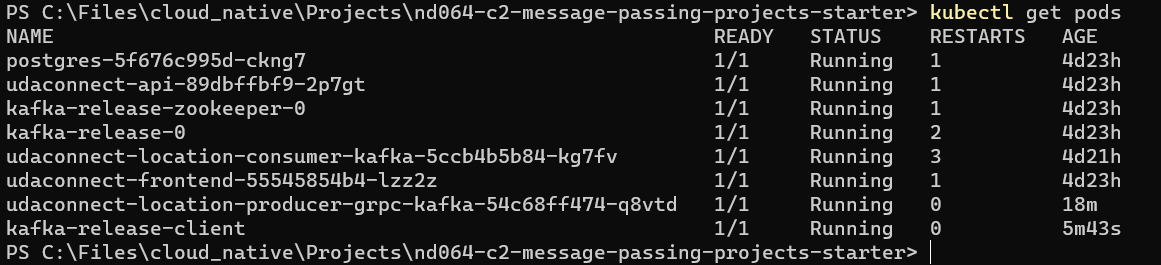 PS C:\Files\cloud_native\Projects\nd064-c2-message-passing-projects-starter> kubectl get pods
NAME READY STATUS RESTARTS AGE
postgres-5f676c995d-ckng7 1/1 Running 1 4d23h
udaconnect-api-89dbffbf9-2p7gt 1/1 Running 1 4d23h
kafka-release-zookeeper-0 1/1 Running 1 4d23h
kafka-release-0 1/1 Running 2 4d23h
udaconnect-location-consumer-kafka-5ccb4b5b84-kg7fv 1/1 Running 3 4d21h
udaconnect-frontend-55545854b4-lzz2z 1/1 Running 1 4d23h
udaconnect-location-producer-grpc-kafka-54c68ff474-q8vtd 1/1 Running 0 18m
kafka-release-client 1/1 Running 0 5m43s
PS C:\Files\cloud_native\Projects\nd064-c2-message-passing-projects-starter>